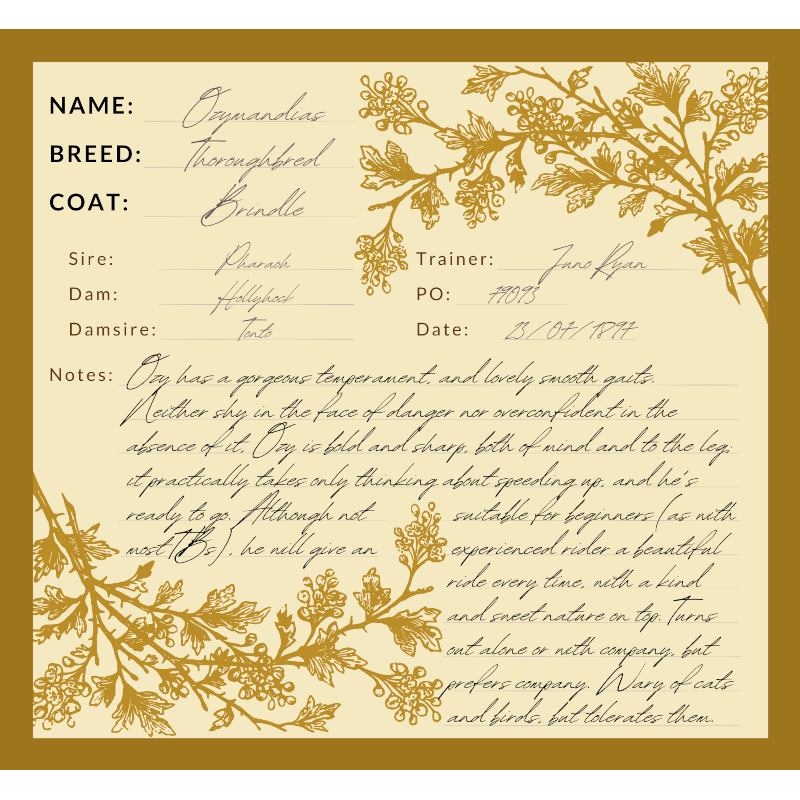 NAME: Ozymandias
BREED: Thoroughbred
COAT: Brindle
Sire: Pharaoh
Dam: Hollyhock
Damsire: Tonto
Trainer: Juno Ryan
PO: 79093
Date: 23/07/1897
Notes: Ozy has a gorgeous temperament, and lovely smooth gaits.
Neither shy in the face of danger nor overconfident in the
absence of it, Ozy is bold and sharp, both of mind and to the leg;
it practically takes only thinking about speeding up, and he's
ready to go. Although not suitable for beginners (as with
most TBs), he will give an experienced rider a beautiful
ride every time, with a kind
and sweet nature on top. Turns
out alone or with company, but
prefers company. Wary of cats
and birds, but tolerates them.